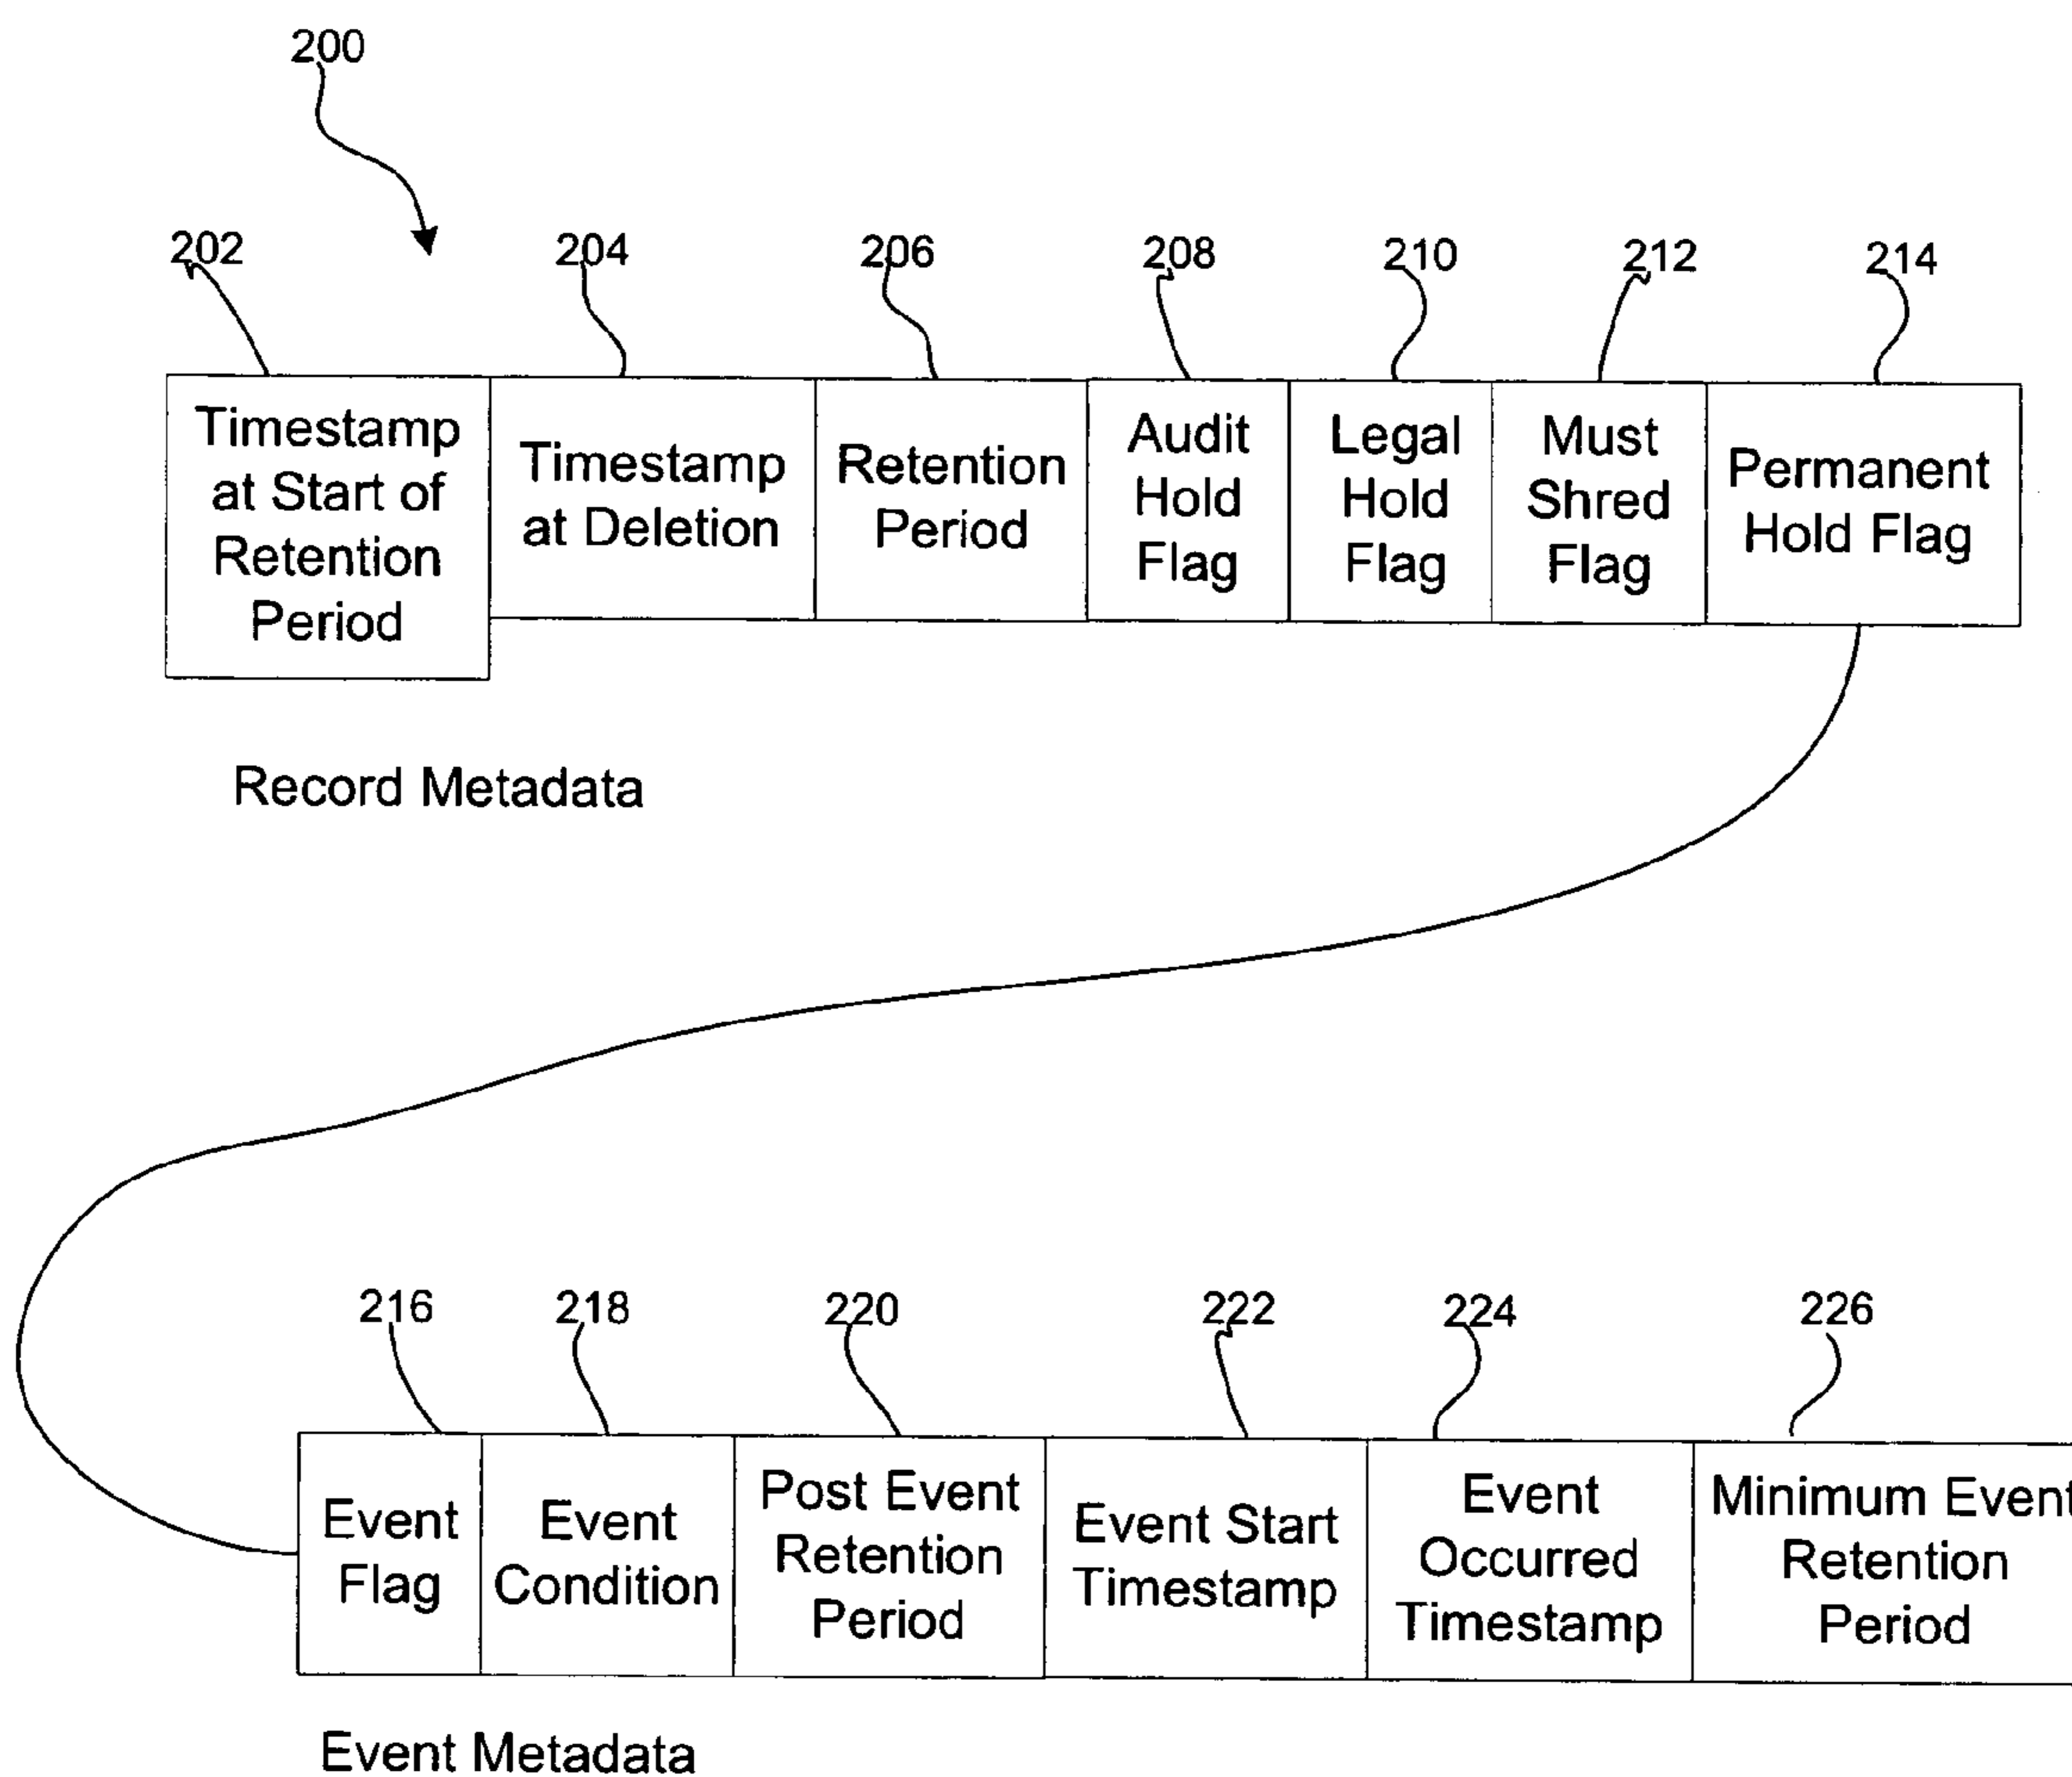 200
202
204
206
208
210
212
214
Timestamp
at Start of
Retention
Period
Timestamp
at Deletion
Retention
Period
Audit
Hold
Flag
Legal
Hold
Flag
Must
Shred
Flag
Permanent
Hold Flag
Record Metadata
216
218
220
222
224
226
Event
Flag
Event
Condition
Post Event
Retention
Period
Event Start
Timestamp
Event
Occurred
Timestamp
Minimum Event
Retention
Period
Event Metadata